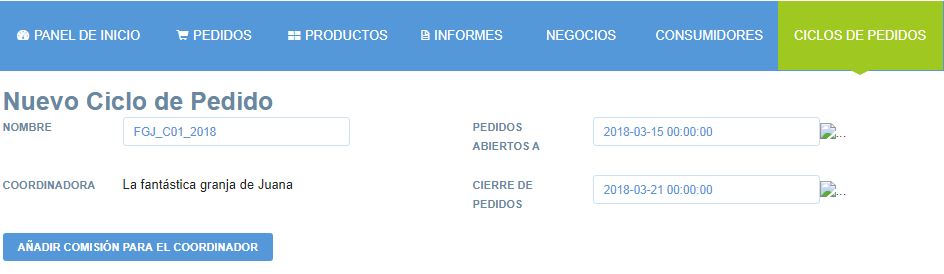 PANEL DE INICIO PEDIDOS PRODUCTOS INFORMES NEGOCIOS CONSUMIDORES CICLOS DE PEDIDOS
Nuevo Ciclo de Pedido
NOMBRE FGJ_C01_2018 PEDIDOS ABIERTOS A 2018-03-15 00:00:00 ...
COORDINADORA La fantástica granja de Juana CIERRE DE PEDIDOS 2018-03-21 00:00:00 ...
AÑADIR COMISIÓN PARA EL COORDINADOR